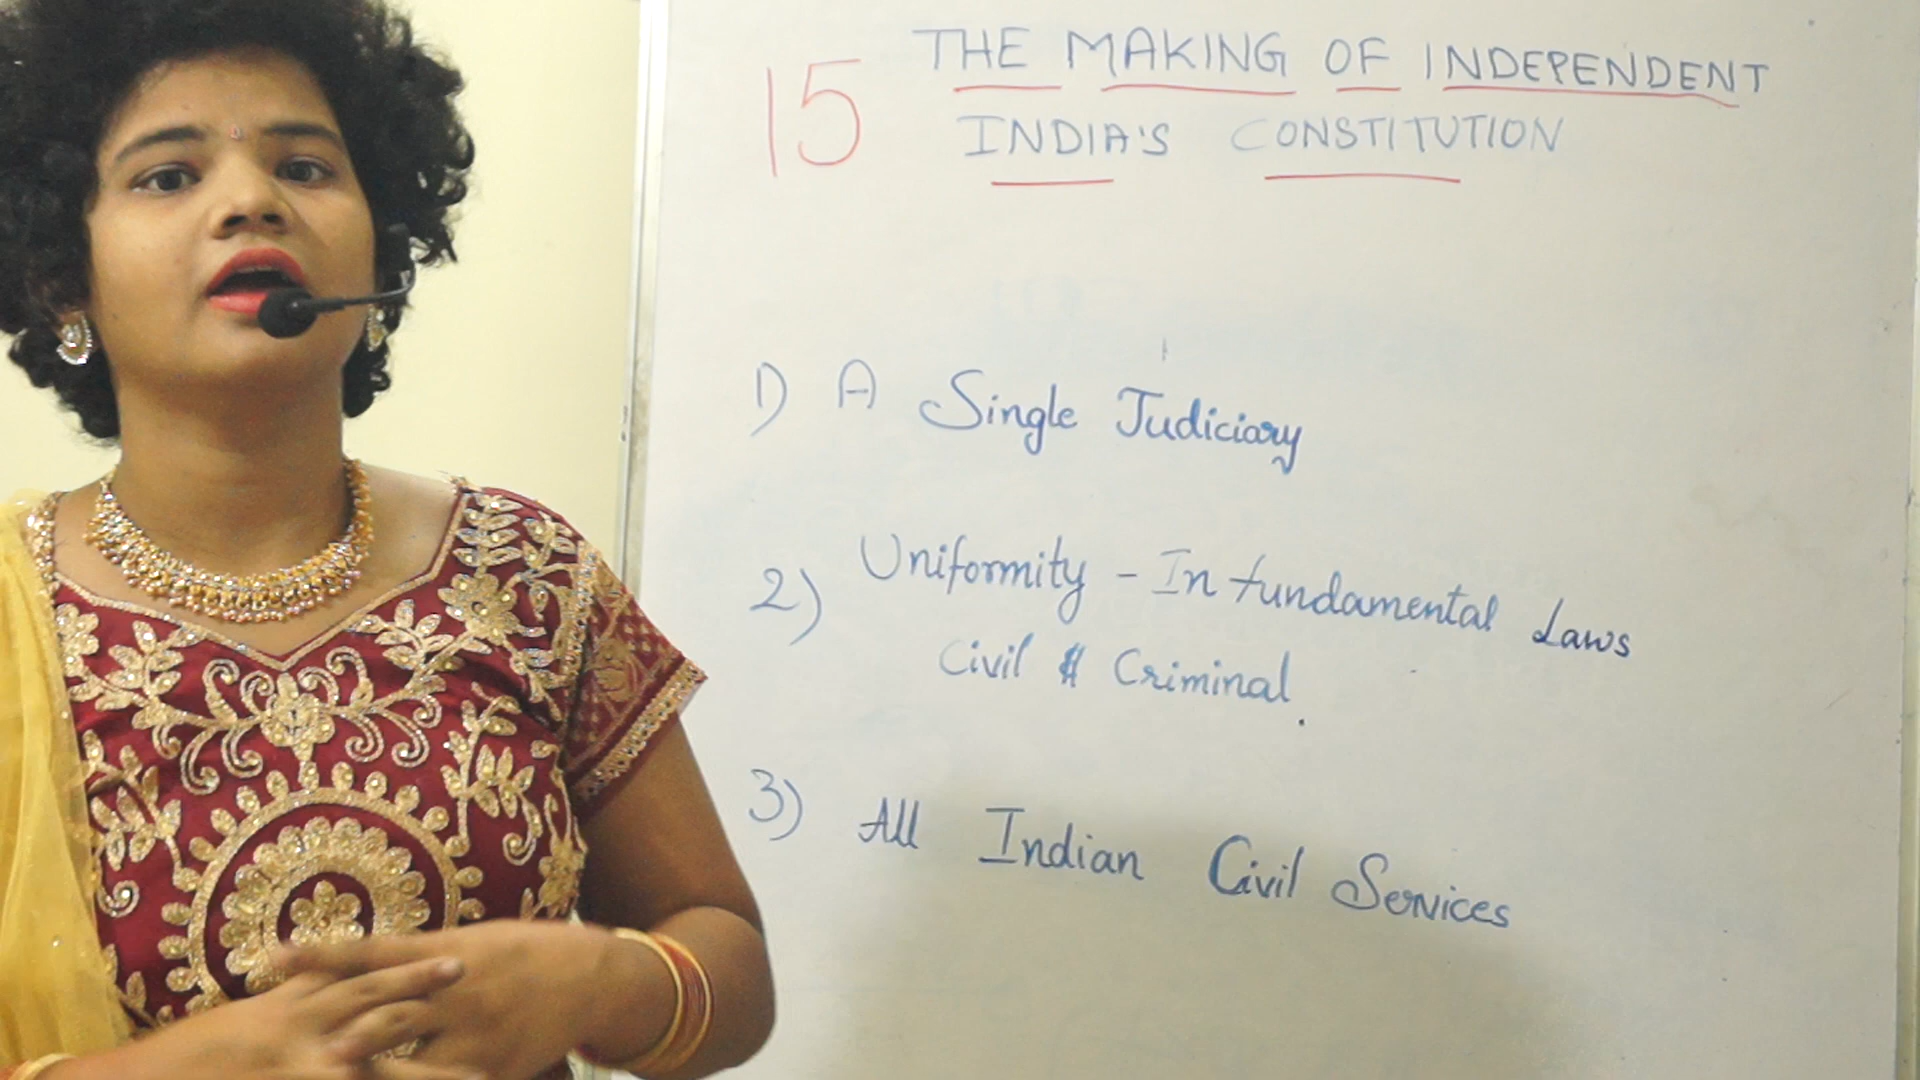 15 THE MAKING OF INDEPENDENT
INDIA'S CONSTITUTION
1) A Single Judiciary
2) Uniformity - In fundamental Laws
Civil & Criminal.
3) All Indian Civil Services